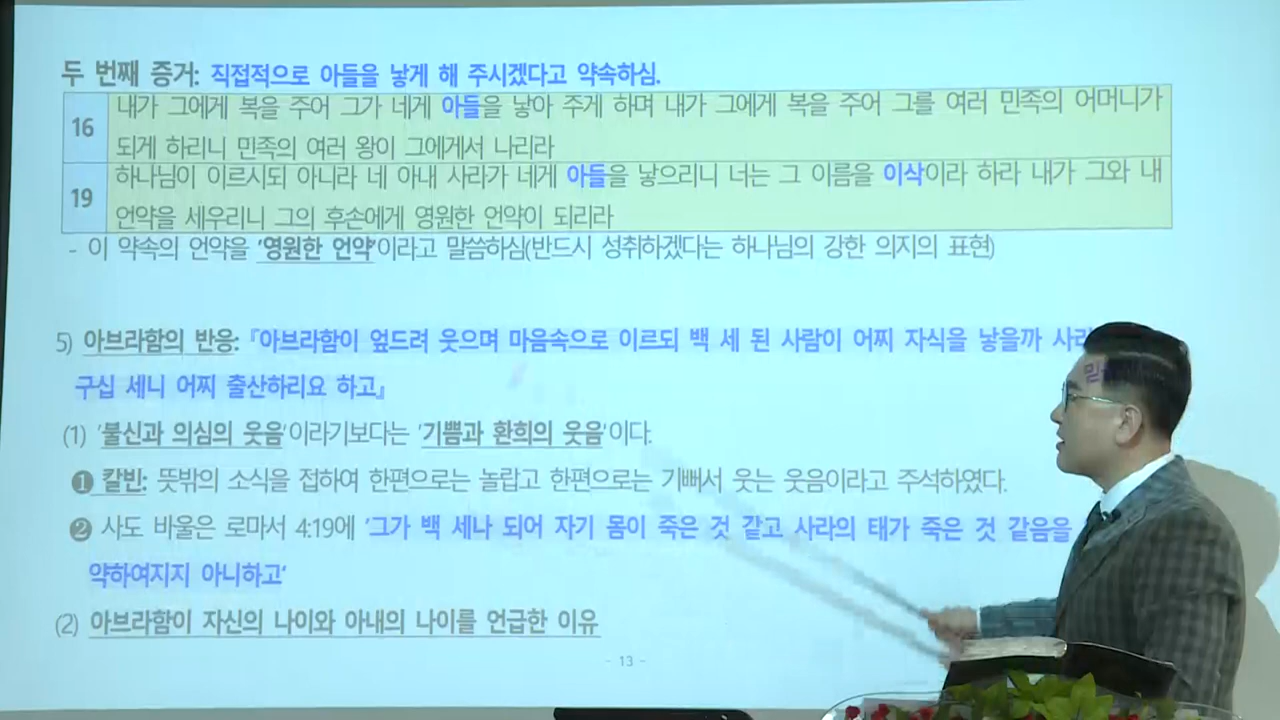 두 번째 증거: 직접적으로 아들을 낳게 해 주시겠다고 약속하심.
16 내가 그에게 복을 주어 그가 네게 아들을 낳아 주게 하며 내가 그에게 복을 주어 그를 여러 민족의 어머니가
되게 하리니 민족의 여러 왕이 그에게서 나리라
19 하나님이 이르시되 아니라 네 아내 사라가 네게 아들을 낳으리니 너는 그 이름을 이삭이라 하라 내가 그와 내
언약을 세우리니 그의 후손에게 영원한 언약이 되리라
- 이 약속의 언약을 '영원한 언약'이라고 말씀하심(반드시 성취하겠다는 하나님의 강한 의지의 표현)
5) 아브라함의 반응: 『아브라함이 엎드려 웃으며 마음속으로 이르되 백 세 된 사람이 어찌 자식을 낳을까
구십 세니 어찌 출산하리요 하고』
(1) '불신과 의심의 웃음'이라기보다는 '기쁨과 환희의 웃음'이다.
❶ 칼빈: 뜻밖의 소식을 접하여 한편으로는 놀랍고 한편으로는 기뻐서 웃는 웃음이라고 주석하였다.
❷ 사도 바울은 로마서 4:19에 '그가 백 세나 되어 자기 몸이 죽은 것 같고 사라의 태가 죽은 것 같음을
약하여지지 아니하고'
(2) 아브라함이 자신의 나이와 아내의 나이를 언급한 이유
- 13 -